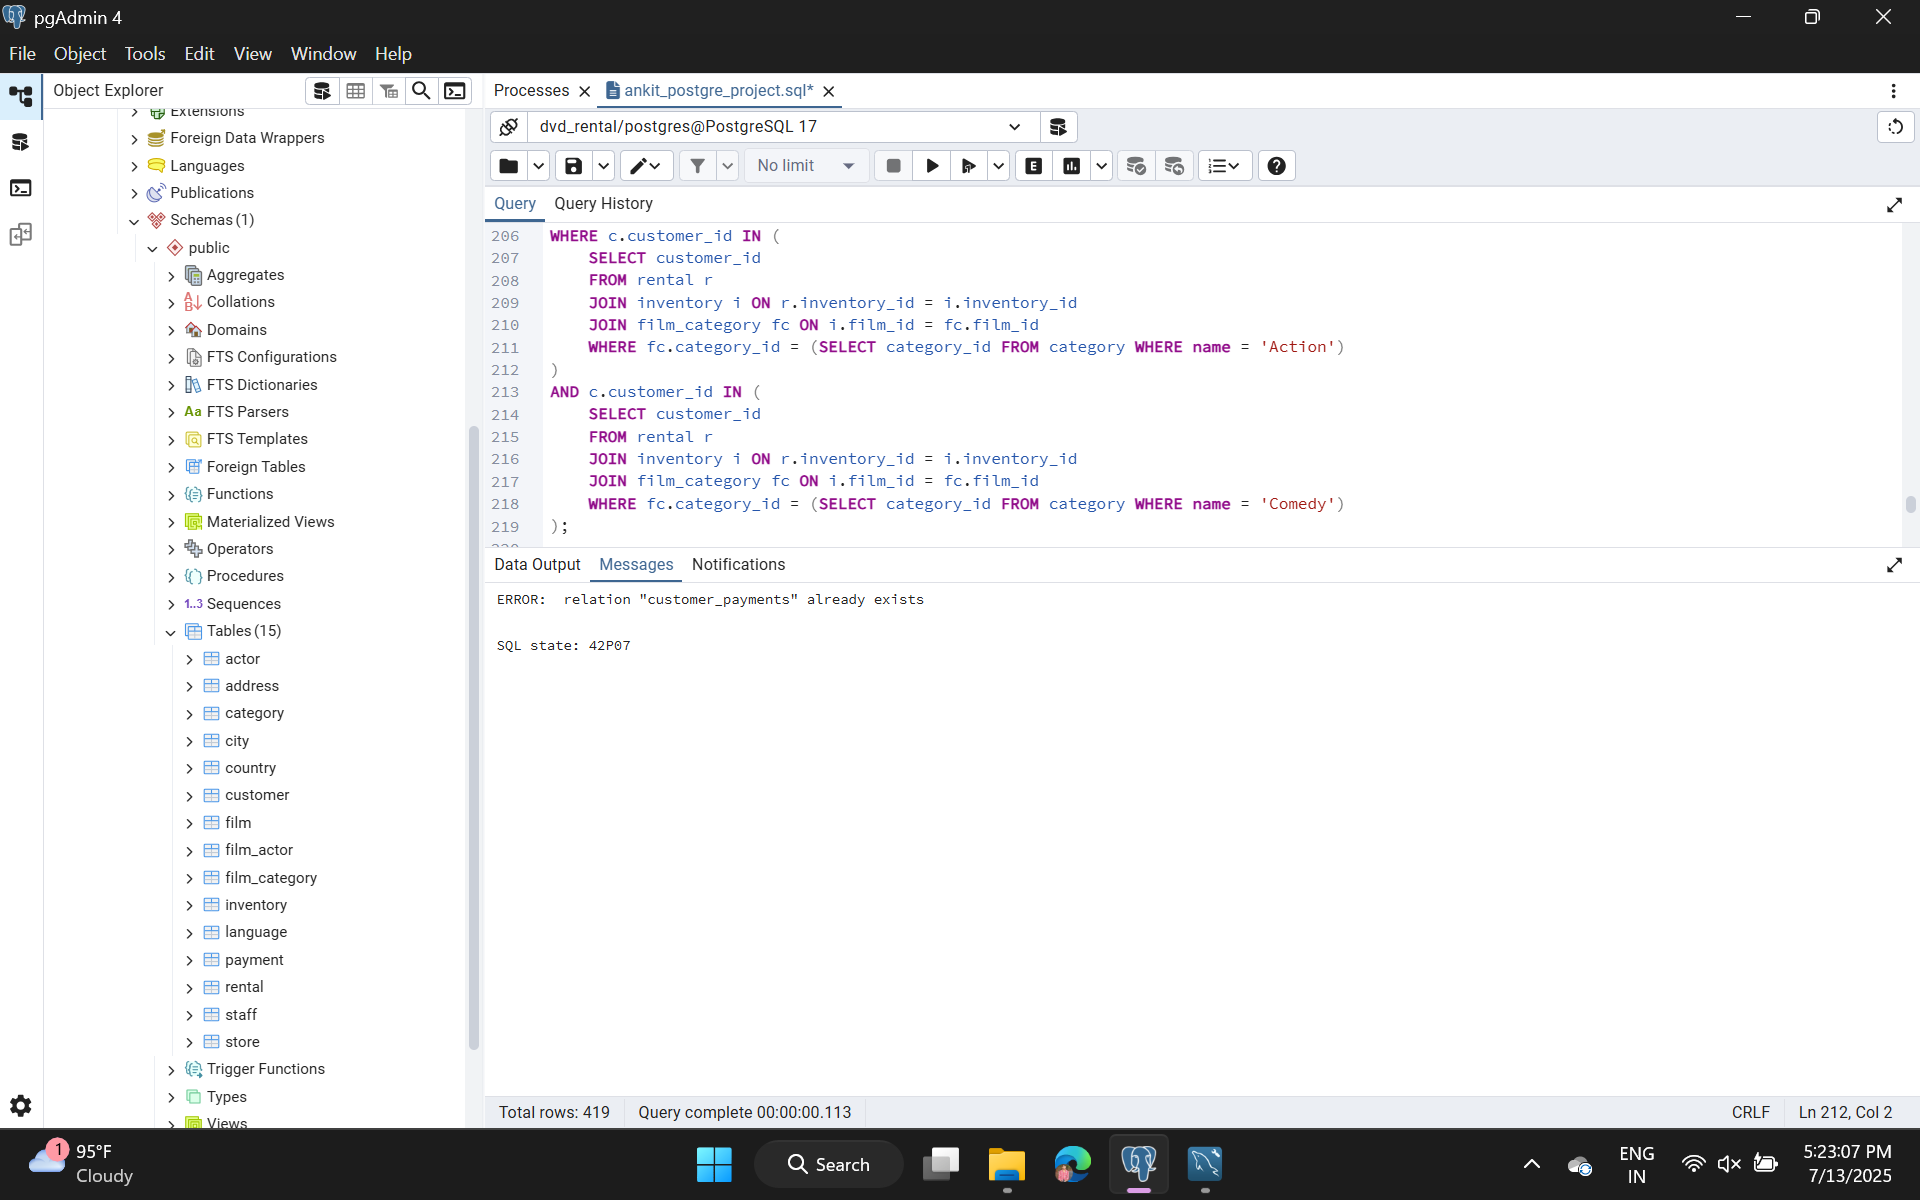 pgAdmin 4
File Object Tools Edit View Window Help
Object Explorer
Extensions
Foreign Data Wrappers
Languages
Publications
Schemas (1)
public
Aggregates
Collations
Domains
FTS Configurations
FTS Dictionaries
FTS Parsers
FTS Templates
Foreign Tables
Functions
Materialized Views
Operators
Procedures
1..3 Sequences
Tables (15)
actor
address
category
city
country
customer
film
film_actor
film_category
inventory
language
payment
rental
staff
store
Trigger Functions
Types
Views
Processes ankit_postgre_project.sql*
dvd_rental/postgres@PostgreSQL 17
No limit
Query Query History
206 WHERE c.customer_id IN (
207 SELECT customer_id
208 FROM rental r
209 JOIN inventory i ON r.inventory_id = i.inventory_id
210 JOIN film_category fc ON i.film_id = fc.film_id
211 WHERE fc.category_id = (SELECT category_id FROM category WHERE name = 'Action')
212 )
213 AND c.customer_id IN (
214 SELECT customer_id
215 FROM rental r
216 JOIN inventory i ON r.inventory_id = i.inventory_id
217 JOIN film_category fc ON i.film_id = fc.film_id
218 WHERE fc.category_id = (SELECT category_id FROM category WHERE name = 'Comedy')
219 );
Data Output Messages Notifications
ERROR: relation "customer_payments" already exists
SQL state: 42P07
Total rows: 419 Query complete 00:00:00.113 CRLF Ln 212, Col 2
1 95°F
Cloudy
Search
ENG
IN
5:23:07 PM
7/13/2025